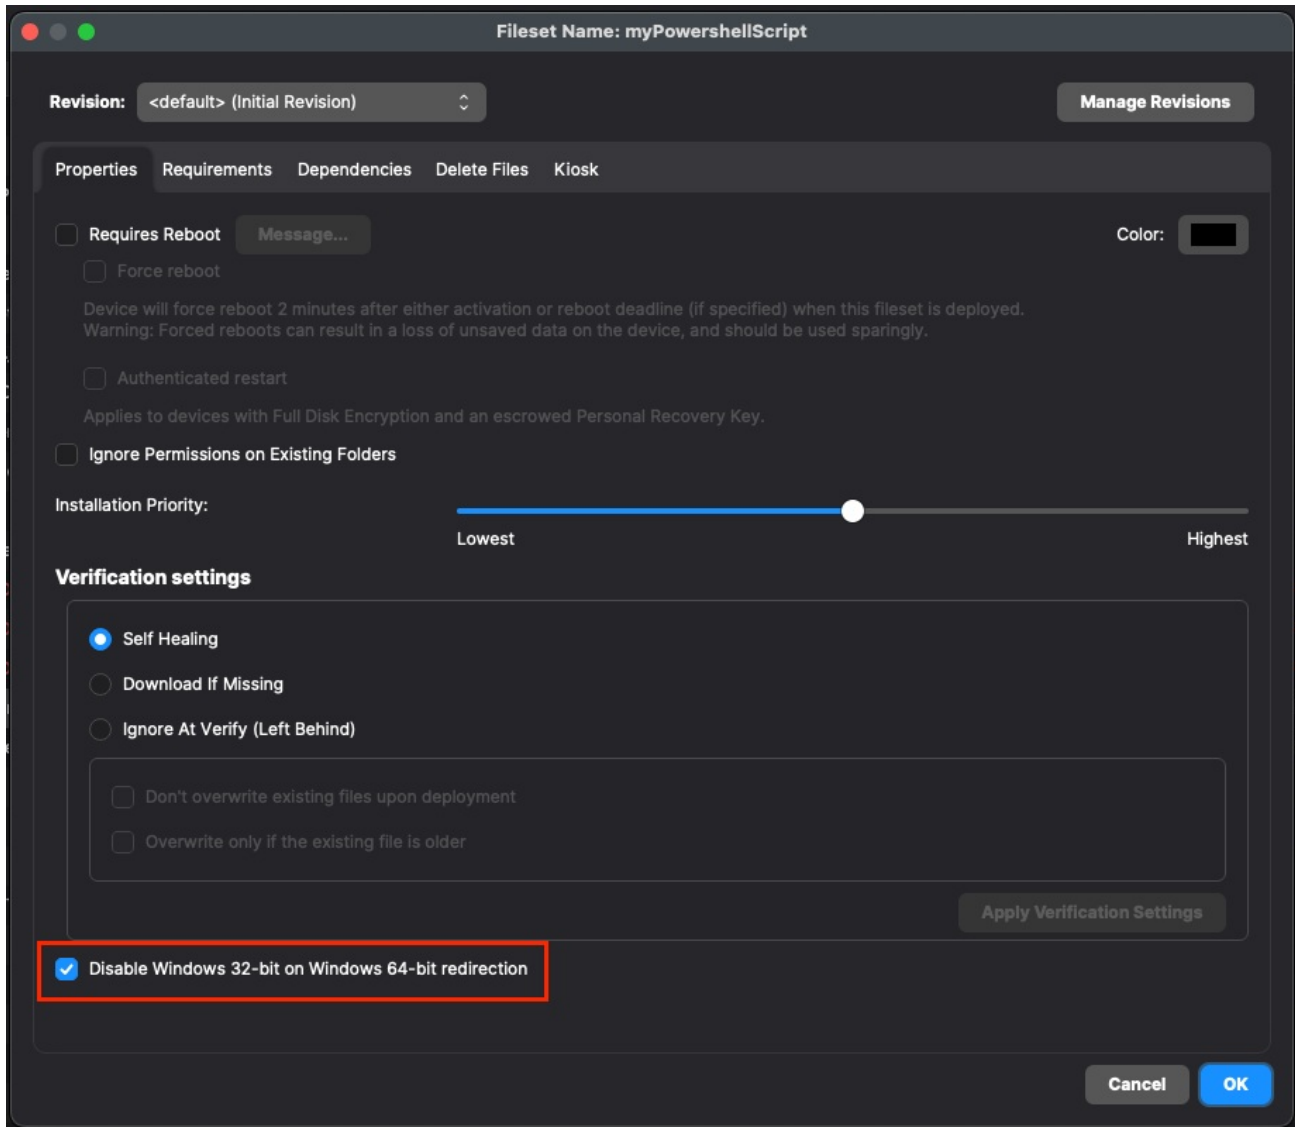 Fileset Name: myPowershellScript
Revision: <default> (Initial Revision) Manage Revisions
Properties Requirements Dependencies Delete Files Kiosk
Requires Reboot Message... Color:
Force reboot
Device will force reboot 2 minutes after either activation or reboot deadline (if specified) when this fileset is deployed.
Warning: Forced reboots can result in a loss of unsaved data on the device, and should be used sparingly.
Authenticated restart
Applies to devices with Full Disk Encryption and an escrowed Personal Recovery Key.
Ignore Permissions on Existing Folders
Installation Priority:
Lowest Highest
Verification settings
Self Healing
Download If Missing
Ignore At Verify (Left Behind)
Don't overwrite existing files upon deployment
Overwrite only if the existing file is older
Apply Verification Settings
Disable Windows 32-bit on Windows 64-bit redirection
Cancel OK